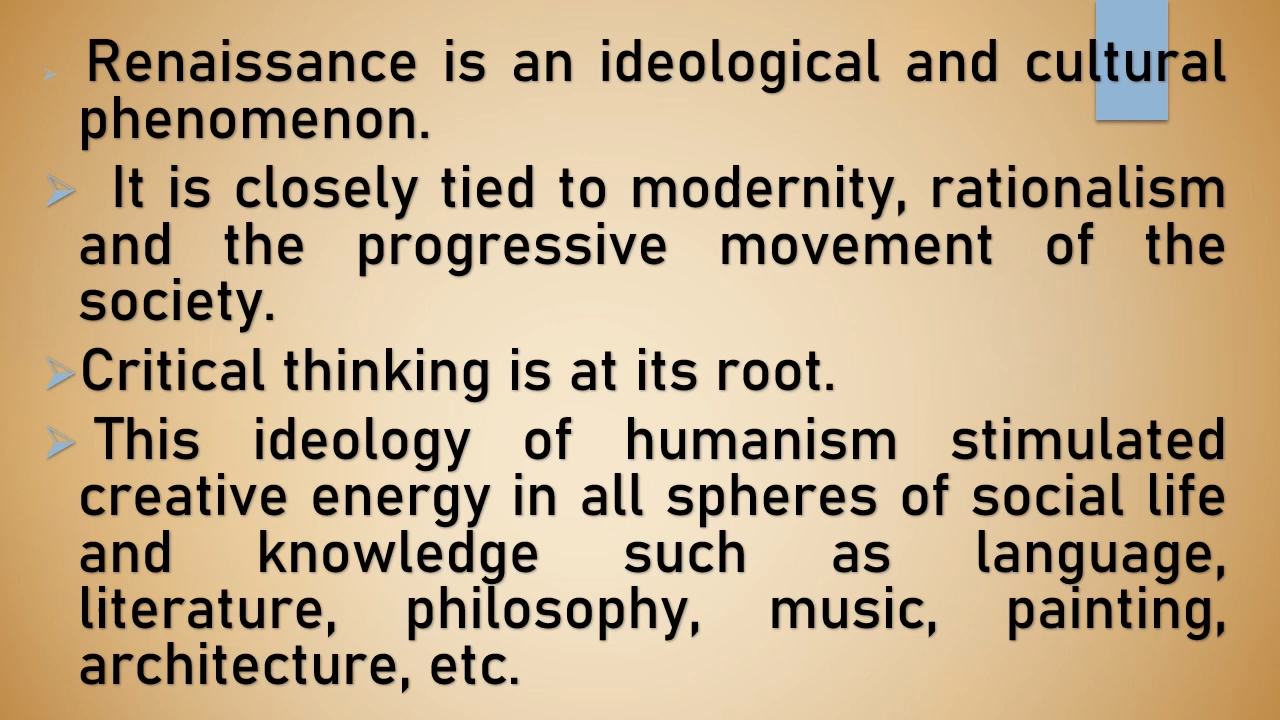 ➢ Renaissance is an ideological and cultural
phenomenon.
➢ It is closely tied to modernity, rationalism
and the progressive movement of the
society.
➢Critical thinking is at its root.
➢ This ideology of humanism stimulated
creative energy in all spheres of social life
and knowledge such as language,
literature, philosophy, music, painting,
architecture, etc.